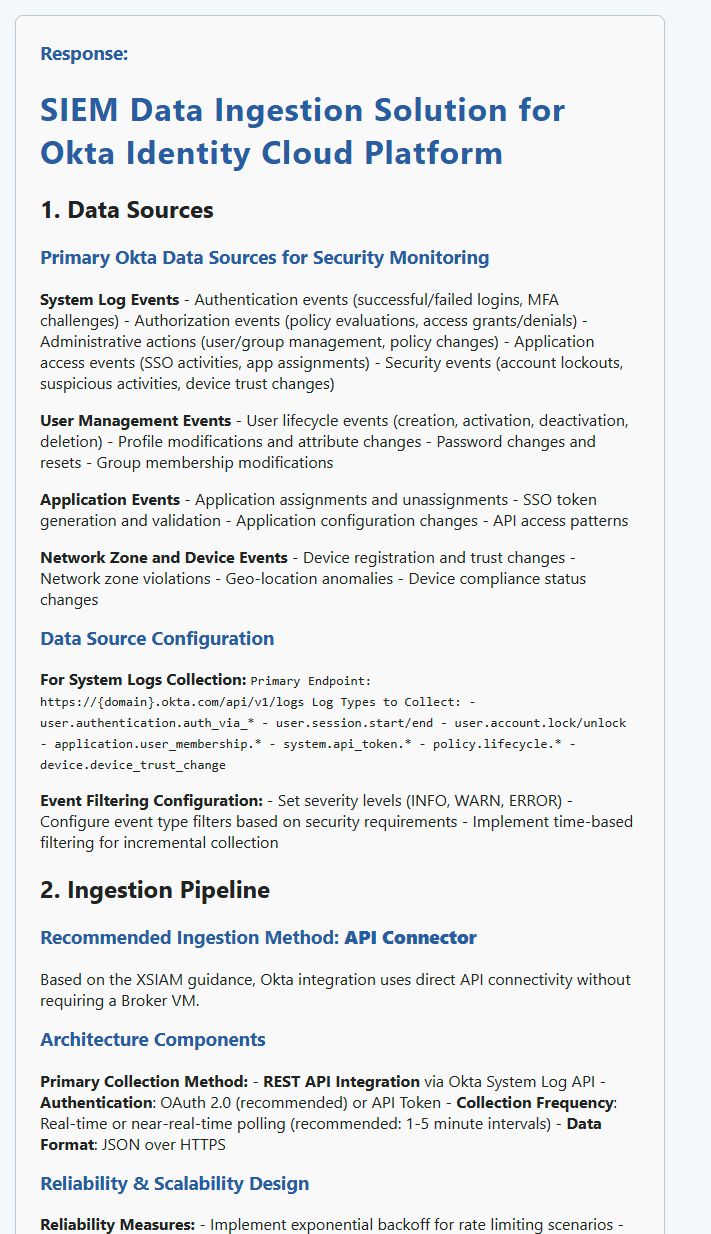 Response:
SIEM Data Ingestion Solution for
Okta Identity Cloud Platform
1. Data Sources
Primary Okta Data Sources for Security Monitoring
System Log Events - Authentication events (successful/failed logins, MFA
challenges) - Authorization events (policy evaluations, access grants/denials) -
Administrative actions (user/group management, policy changes) - Application
access events (SSO activities, app assignments) - Security events (account lockouts,
suspicious activities, device trust changes)
User Management Events - User lifecycle events (creation, activation, deactivation,
deletion) - Profile modifications and attribute changes - Password changes and
resets - Group membership modifications
Application Events - Application assignments and unassignments - SSO token
generation and validation - Application configuration changes - API access patterns
Network Zone and Device Events - Device registration and trust changes -
Network zone violations - Geo-location anomalies - Device compliance status
changes
Data Source Configuration
For System Logs Collection: Primary Endpoint:
https://{domain}.okta.com/api/v1/logs Log Types to Collect: -
user.authentication.auth_via_* - user.session.start/end - user.account.lock/unlock
- application.user_membership.* - system.api_token.* - policy.lifecycle.* -
device.device_trust_change
Event Filtering Configuration: - Set severity levels (INFO, WARN, ERROR) -
Configure event type filters based on security requirements - Implement time-based
filtering for incremental collection
2. Ingestion Pipeline
Recommended Ingestion Method: API Connector
Based on the XSIAM guidance, Okta integration uses direct API connectivity without
requiring a Broker VM.
Architecture Components
Primary Collection Method: - REST API Integration via Okta System Log API -
Authentication: OAuth 2.0 (recommended) or API Token - Collection Frequency:
Real-time or near-real-time polling (recommended: 1-5 minute intervals) - Data
Format: JSON over HTTPS
Reliability & Scalability Design
Reliability Measures: - Implement exponential backoff for rate limiting scenarios -